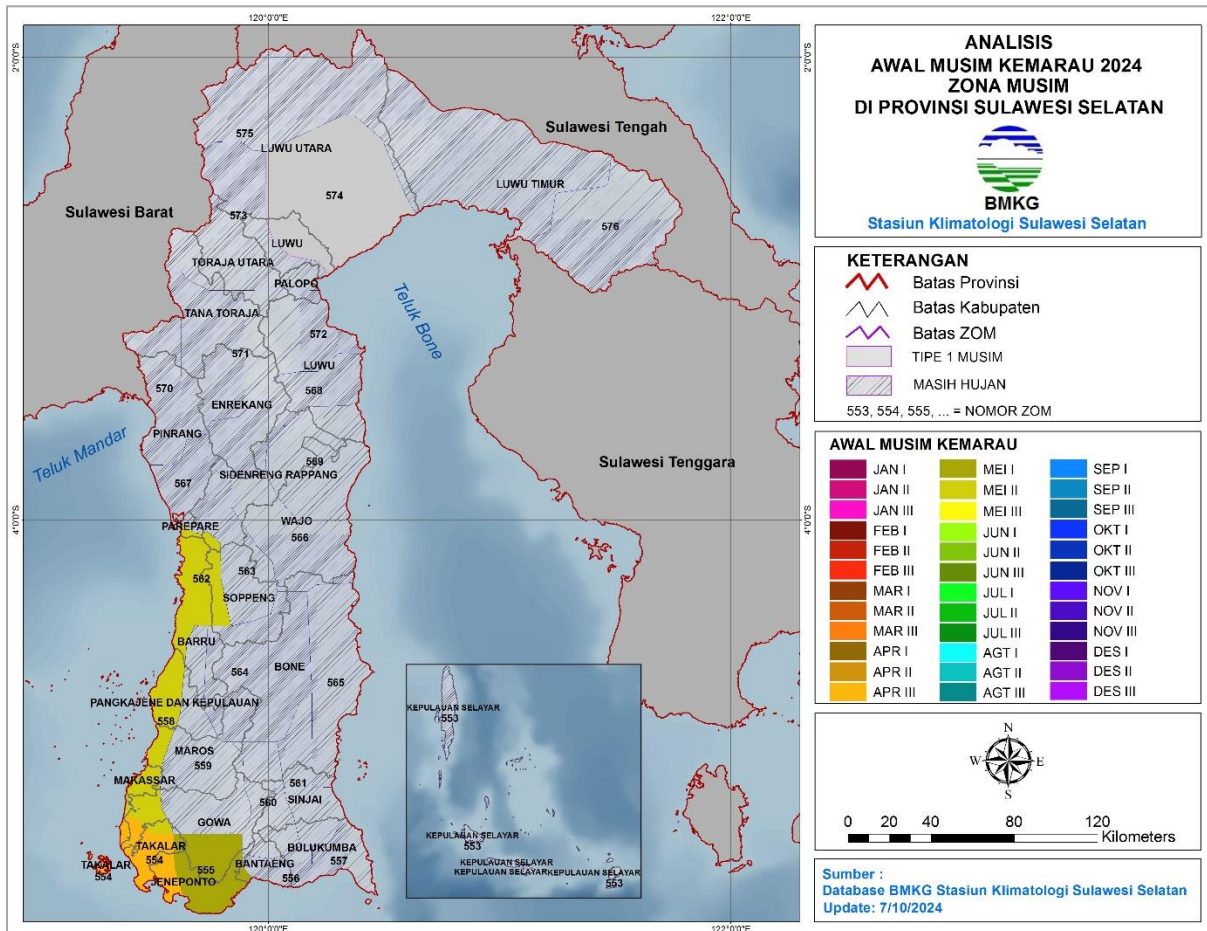 120°0'0"E
122°0'0"E
2°0'0"S
2°0'0"S
4°0'0"S
4°0'0"S
120°0'0"E
122°0'0"E
Sulawesi Tengah
Sulawesi Barat
Sulawesi Tenggara
Teluk Bone
Teluk Mandar
575
LUWU UTARA
574
LUWU TIMUR
576
573
LUWU
TORAJA UTARA
PALOPO
TANA TORAJA
572
571
LUWU
570
568
ENREKANG
PINRANG
569
SIDENRENG RAPPANG
567
WAJO
PAREPARE
566
563
562
SOPPENG
BARRU
BONE
564
565
PANGKAJENE DAN KEPULAUAN
558
MAROS
559
MAKASSAR
561
560
SINJAI
GOWA
TAKALAR
BULUKUMBA
554
555
BANTAENG
557
TAKALAR
554
JENEPONTO
556
KEPULAUAN SELAYAR
553
KEPULAUAN SELAYAR
553
KEPULAUAN SELAYAR
KEPULAUAN SELAYAR
KEPULAUAN SELAYAR
553
ANALISIS
AWAL MUSIM KEMARAU 2024
ZONA MUSIM
DI PROVINSI SULAWESI SELATAN
BMKG
Stasiun Klimatologi Sulawesi Selatan
KETERANGAN
Batas Provinsi
Batas Kabupaten
Batas ZOM
TIPE 1 MUSIM
MASIH HUJAN
553, 554, 555, ... = NOMOR ZOM
AWAL MUSIM KEMARAU
JAN I
JAN II
JAN III
FEB I
FEB II
FEB III
MAR I
MAR II
MAR III
APR I
APR II
APR III
MEI I
MEI II
MEI III
JUN I
JUN II
JUN III
JUL I
JUL II
JUL III
AGT I
AGT II
AGT III
SEP I
SEP II
SEP III
OKT I
OKT II
OKT III
NOV I
NOV II
NOV III
DES I
DES II
DES III
N
W
E
S
0 20 40 80 120
Kilometers
Sumber :
Database BMKG Stasiun Klimatologi Sulawesi Selatan
Update: 7/10/2024